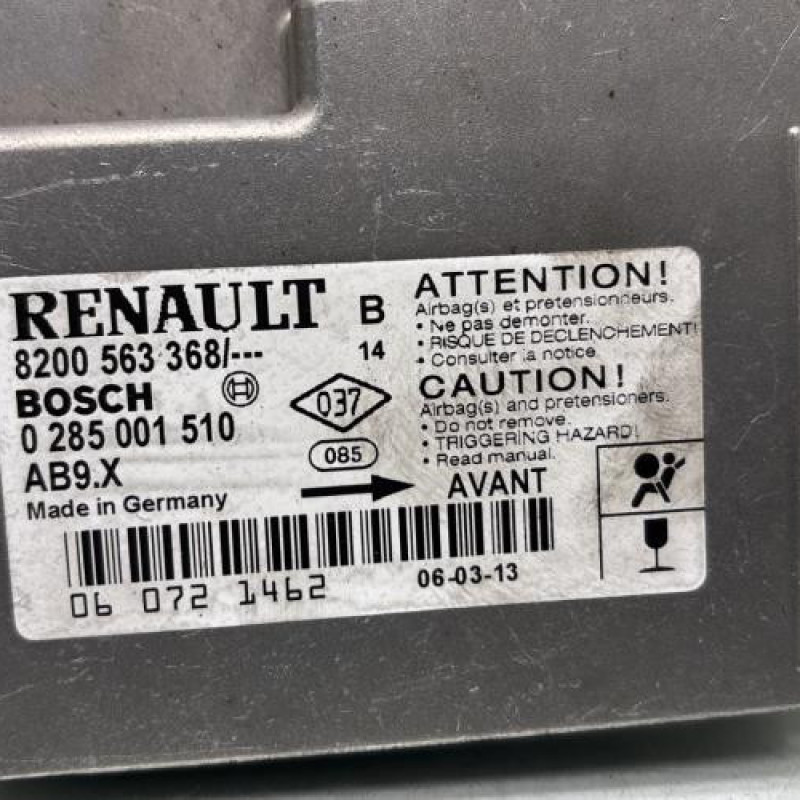 RENAULT B
8200 563 368/--- 14
BOSCH
037
0 285 001 510
085
AB9.X
Made in Germany
ATTENTION!
Airbag(s) et pretensionneurs.
• Ne pas demonter.
• RISQUE DE DECLENCHEMENT!
• Consulter la notice.
CAUTION!
Airbag(s) and pretensioners.
• Do not remove.
• TRIGGERING HAZARD!
• Read manual.
AVANT
06 072 1462
06-03-13